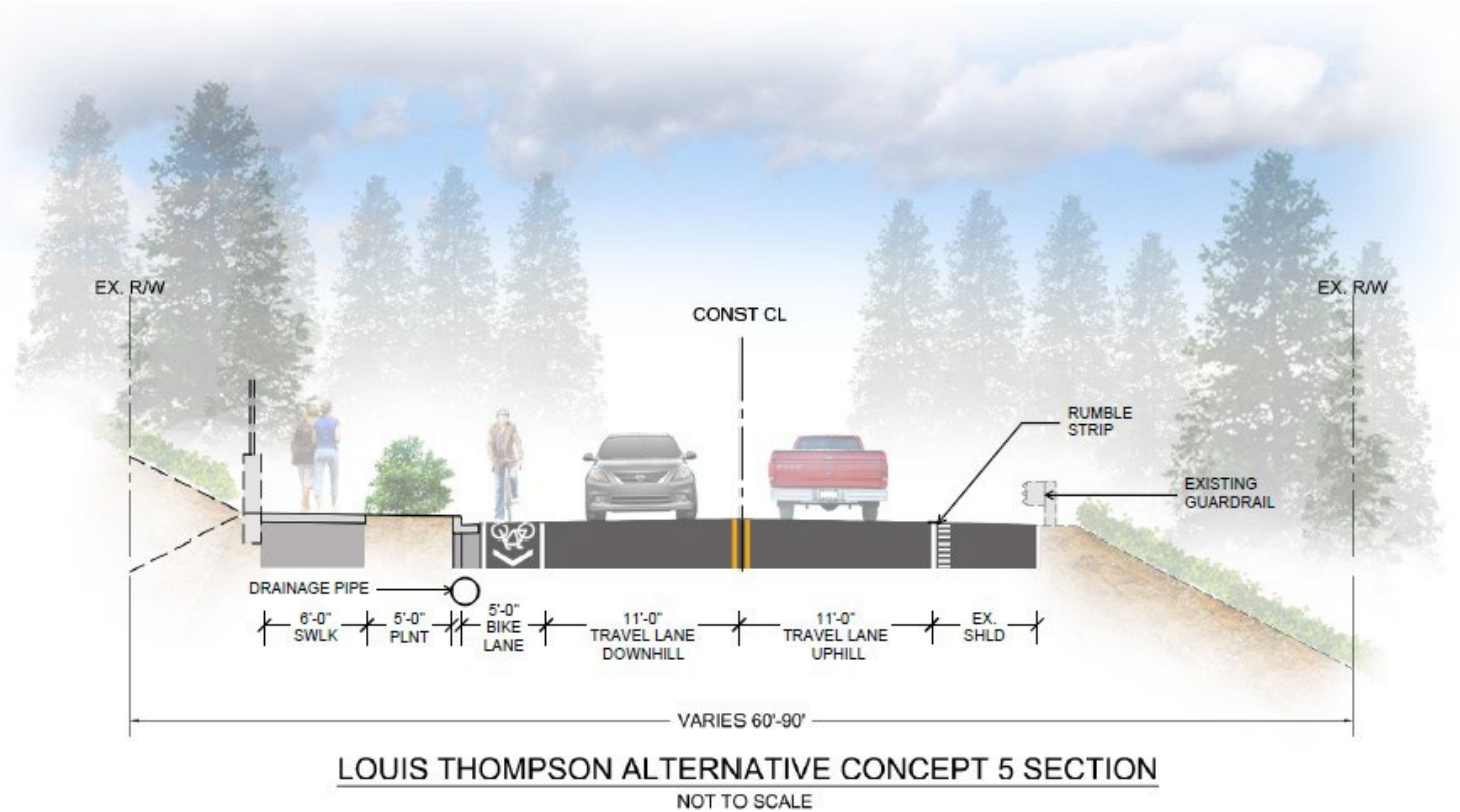 EX. R/W
EX. R/W
CONST CL
RUMBLE
STRIP
EXISTING
GUARDRAIL
DRAINAGE PIPE
6'-0"
SWLK
5'-0"
PLNT
5'-0"
BIKE
LANE
11'-0"
TRAVEL LANE
DOWNHILL
11'-0"
TRAVEL LANE
UPHILL
EX.
SHLD
VARIES 60'-90'
LOUIS THOMPSON ALTERNATIVE CONCEPT 5 SECTION
NOT TO SCALE